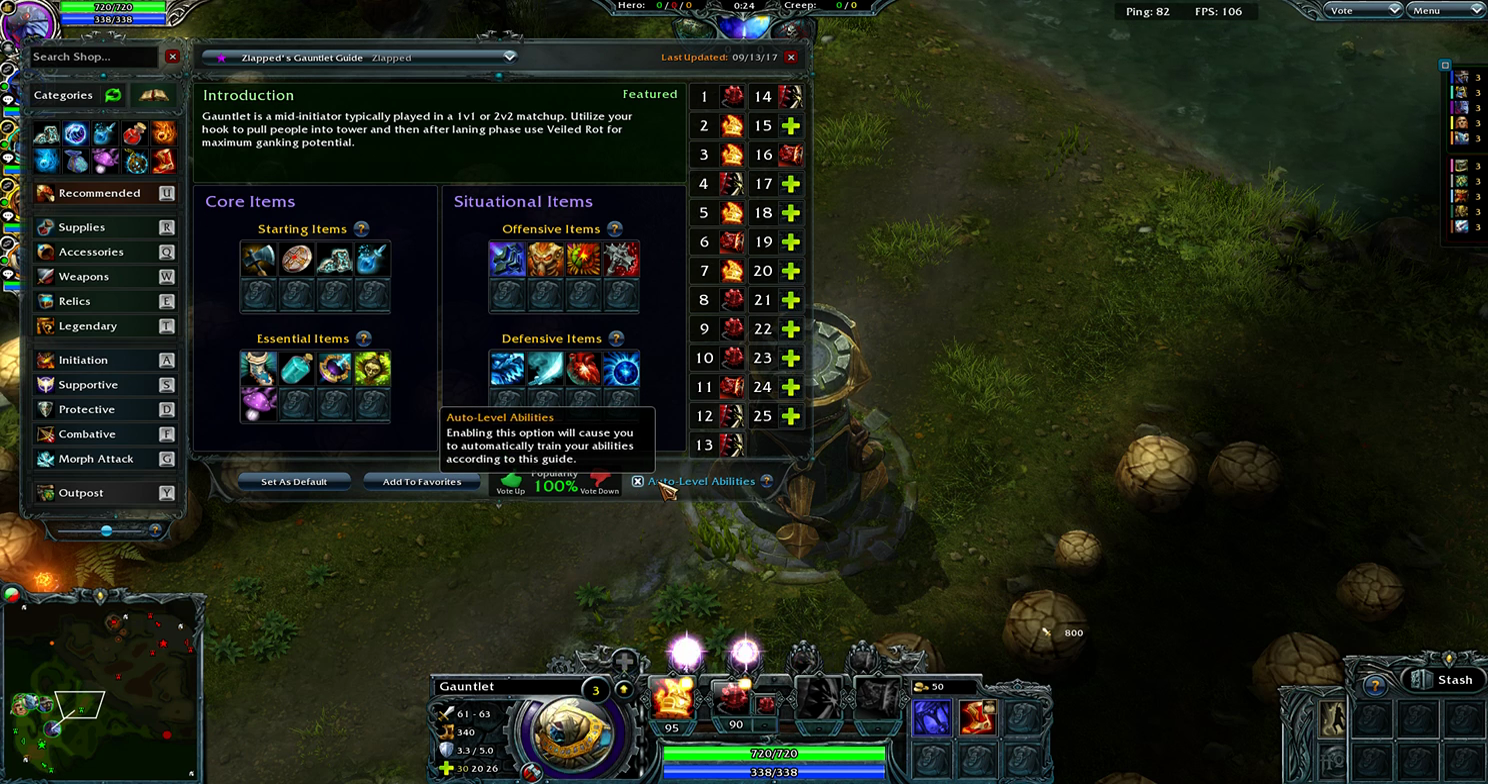 720/720
338/338
Hero: 0 / 0 / 0
0:24
Creep: 0 / 0
Ping: 82
FPS: 106
Vote
Menu
Search Shop...
Zlapped's Gauntlet Guide Zlapped
Last Updated: 09/13/17
Categories
Introduction
Featured
Gauntlet is a mid-initiator typically played in a 1v1 or 2v2 matchup. Utilize your
hook to pull people into tower and then after laning phase use Veiled Rot for
maximum ganking potential.
Recommended U
Supplies R
Accessories Q
Weapons W
Relics E
Legendary T
Initiation A
Supportive S
Protective D
Combative F
Morph Attack G
Outpost Y
?
Core Items
Starting Items ?
Essential Items ?
Situational Items
Offensive Items ?
Defensive Items ?
1 14
2 15
3 16
4 17
5 18
6 19
7 20
8 21
9 22
10 23
11 24
12 25
13
Auto-Level Abilities
Enabling this option will cause you
to automatically train your abilities
according to this guide.
Set As Default
Add To Favorites
Vote Up
Popularity
100%
Vote Down
Auto-Level Abilities ?
3
3
3
3
3
3
3
3
3
3
800
Gauntlet
3
61 - 63
340
3.3 / 5.0
30 20 26
95
90
720/720
338/338
50
?
Stash